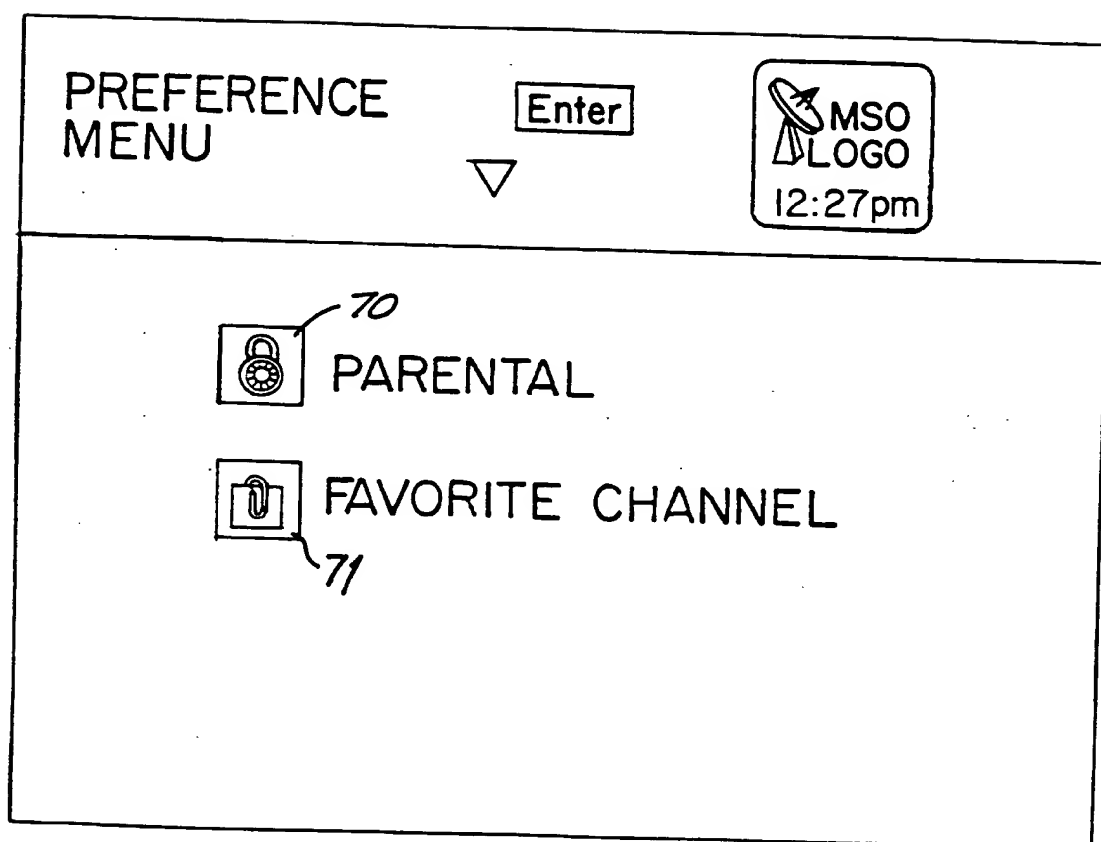 PREFERENCE
MENU
Enter
MSO
LOGO
12:27pm
70
PARENTAL
FAVORITE CHANNEL
71